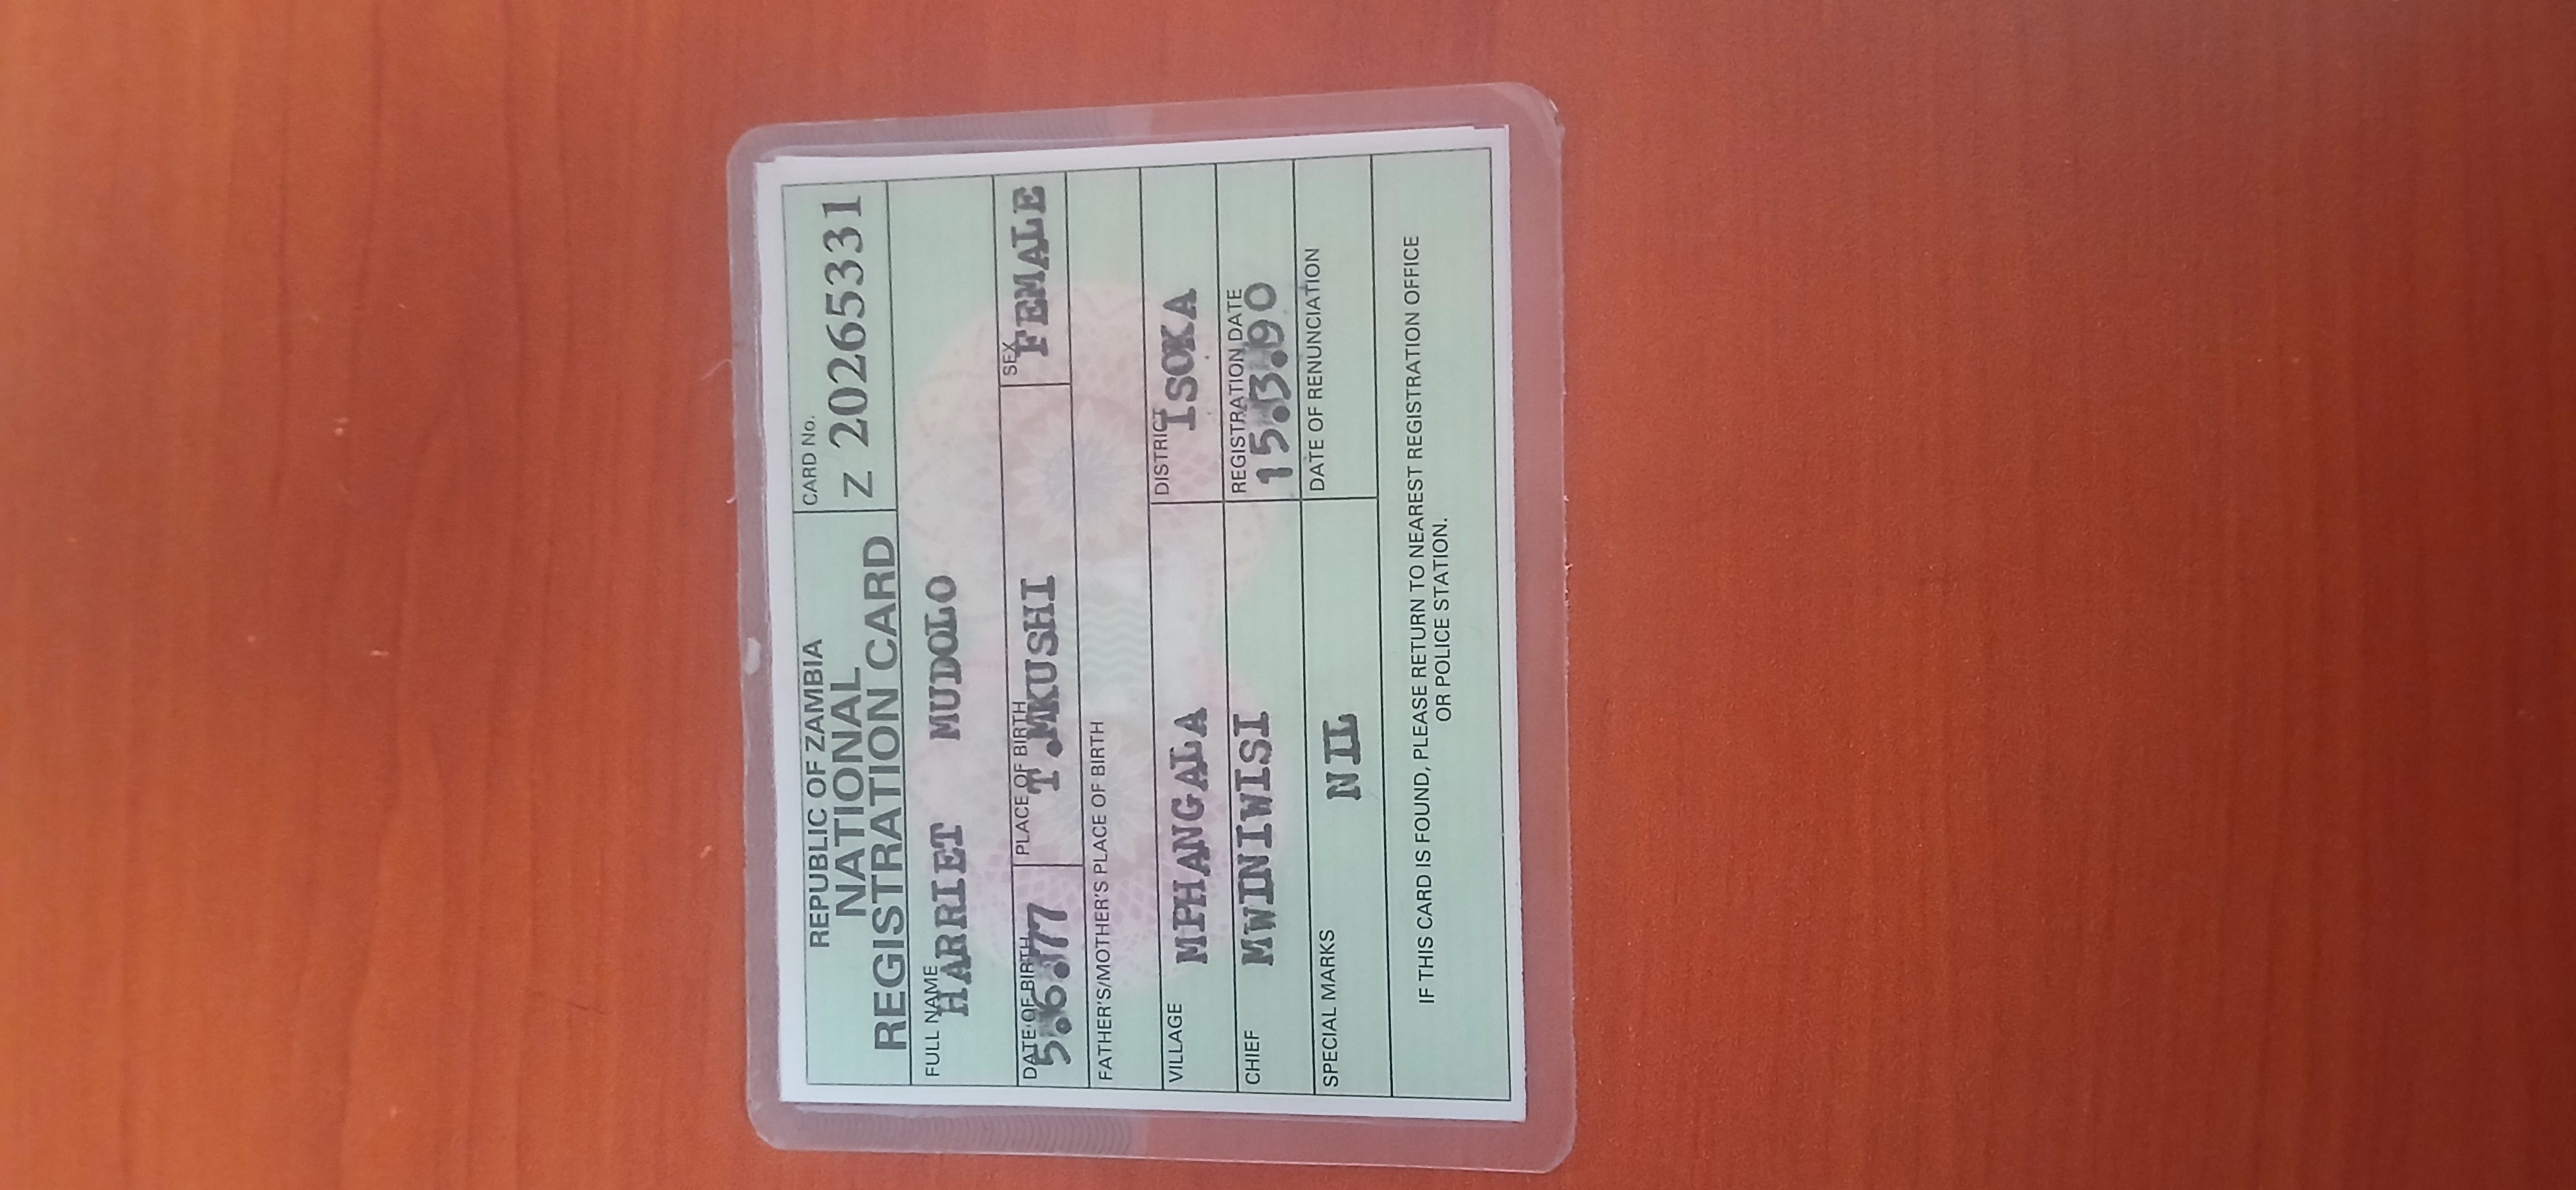 REPUBLIC OF ZAMBIA
NATIONAL
REGISTRATION CARD
CARD No.
Z 20265331
FULL NAME
HARRIET MUDOLO
DATE OF BIRTH
5.6.77
PLACE OF BIRTH
T.MKUSHI
SEX
FEMALE
FATHER'S/MOTHER'S PLACE OF BIRTH
VILLAGE
MPHANGALA
DISTRICT
ISOKA
CHIEF
MWINIWISI
REGISTRATION DATE
15.3.90
SPECIAL MARKS
NIL
DATE OF RENUNCIATION
IF THIS CARD IS FOUND, PLEASE RETURN TO NEAREST REGISTRATION OFFICE
OR POLICE STATION.